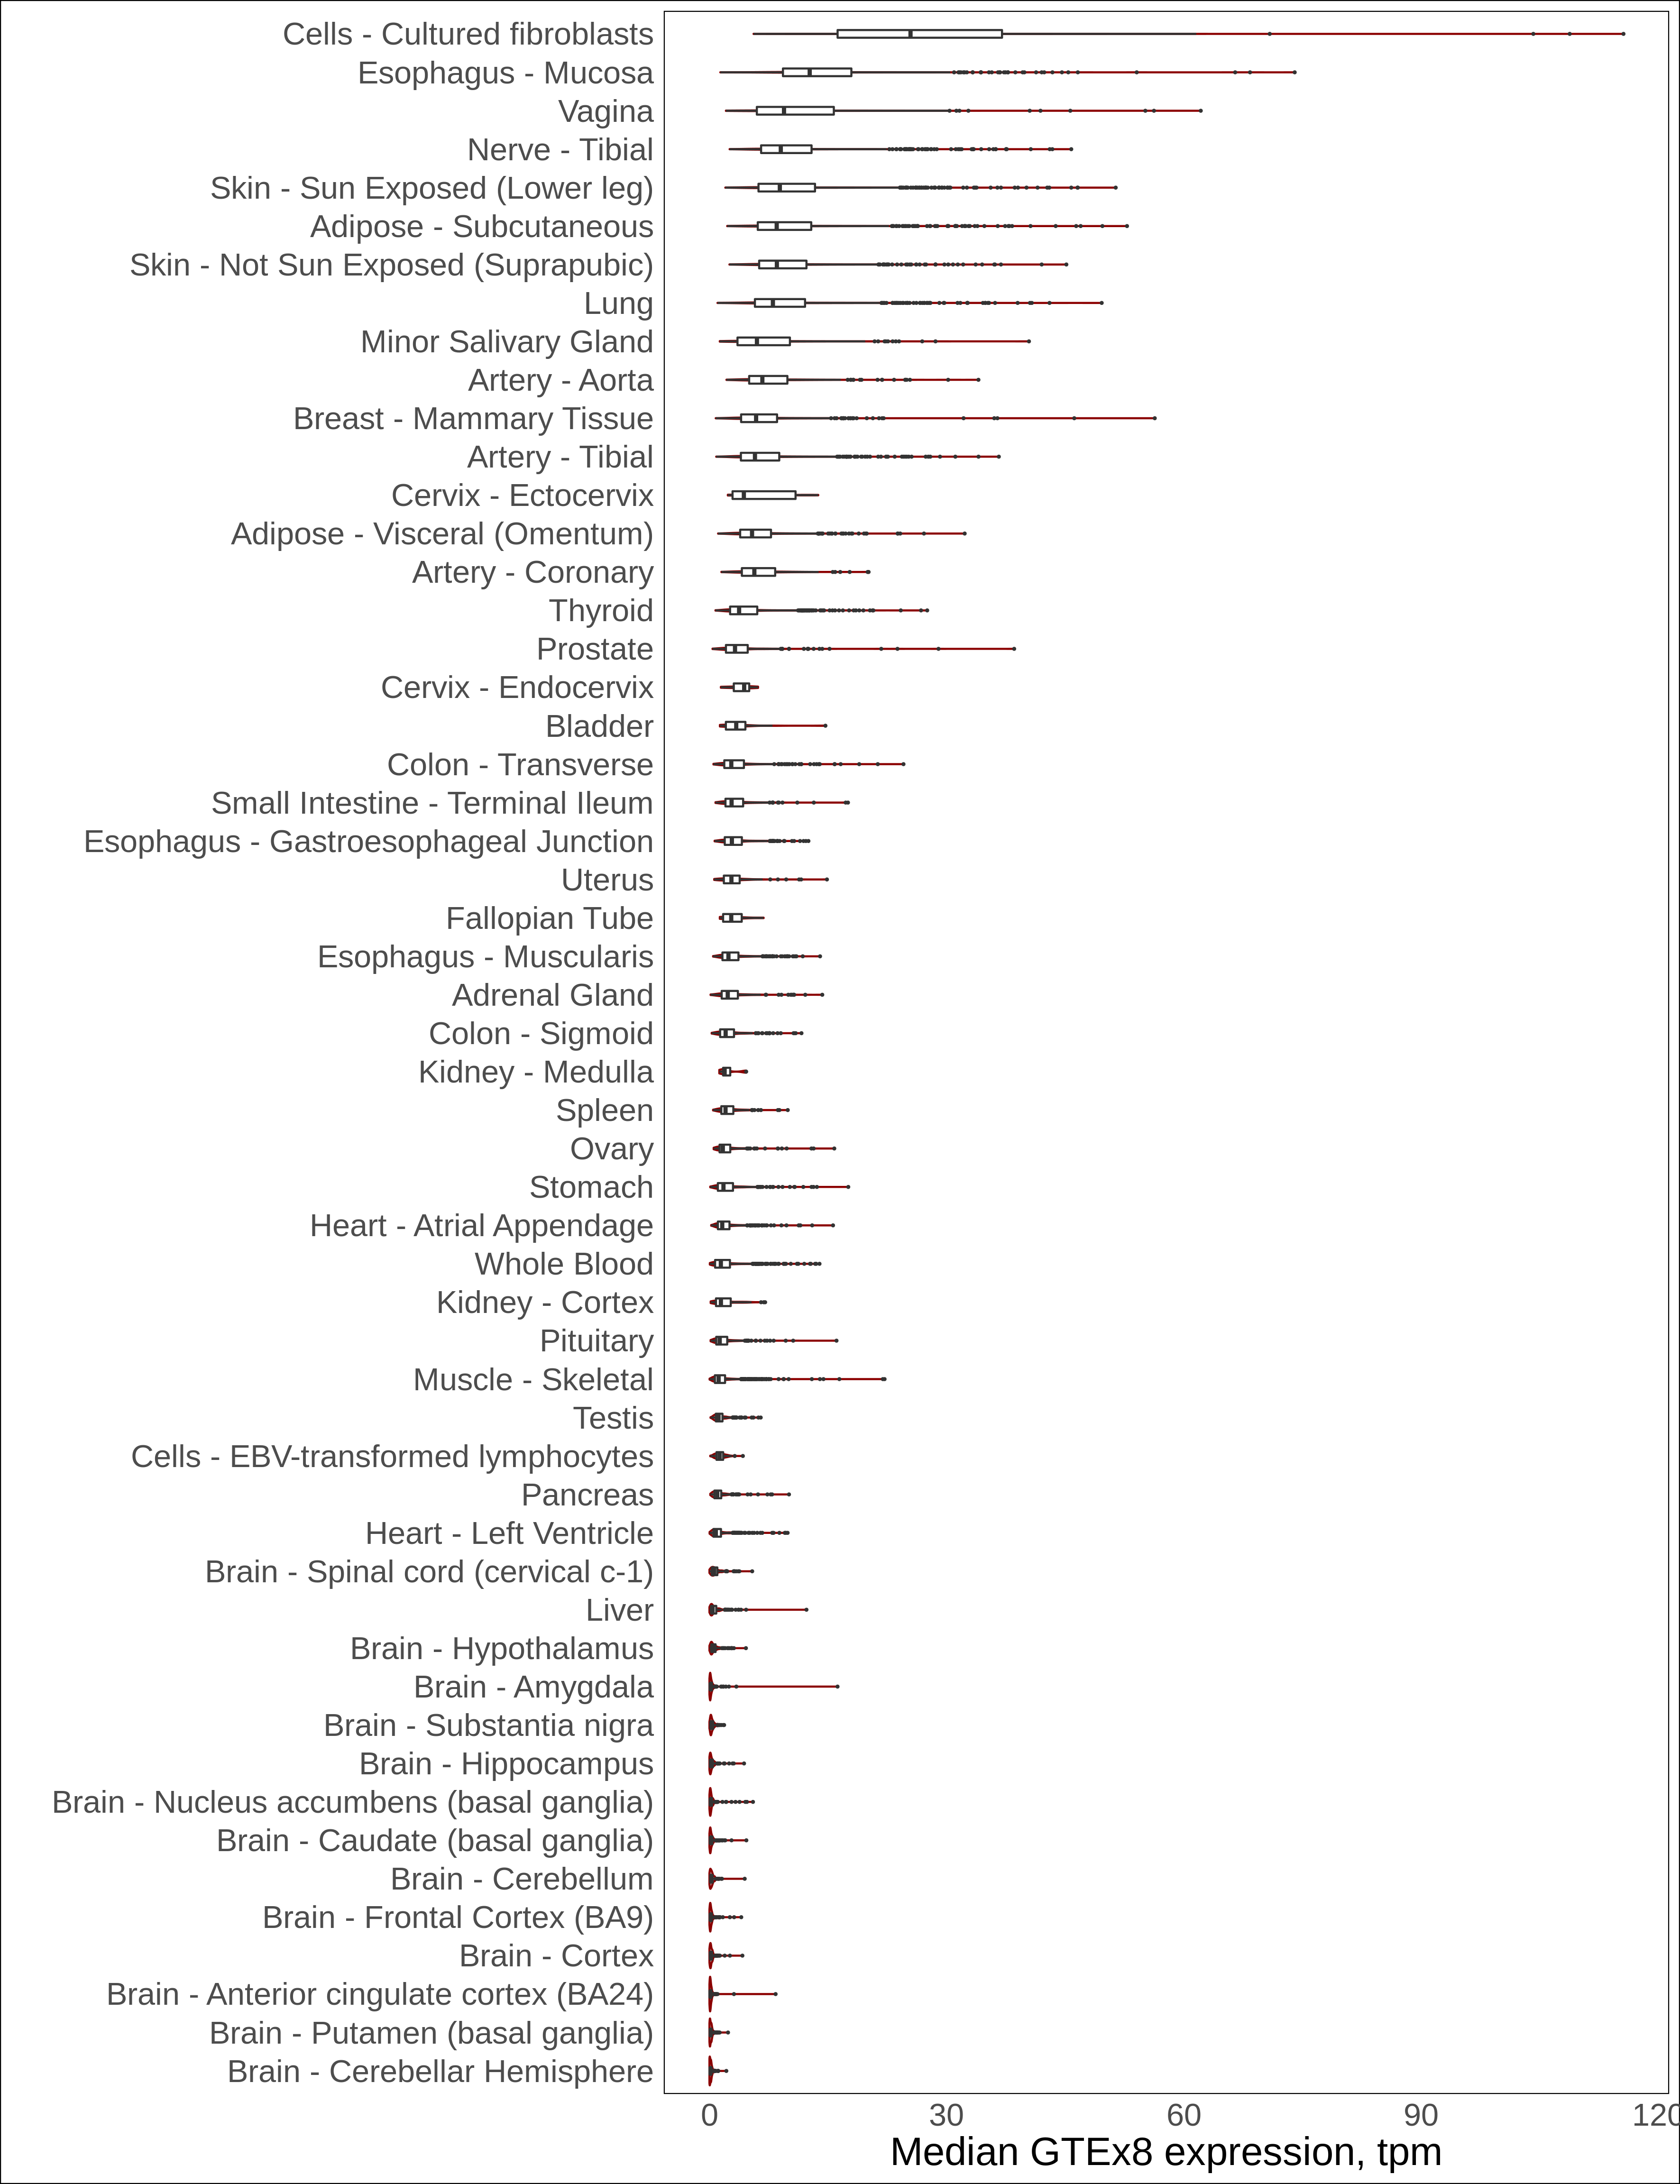 Cells - Cultured fibroblasts
Esophagus - Mucosa
Vagina
Nerve - Tibial
Skin - Sun Exposed (Lower leg)
Adipose - Subcutaneous
Skin - Not Sun Exposed (Suprapubic)
Lung
Minor Salivary Gland
Artery - Aorta
Breast - Mammary Tissue
Artery - Tibial
Cervix - Ectocervix
Adipose - Visceral (Omentum)
Artery - Coronary
Thyroid
Prostate
Cervix - Endocervix
Bladder
Colon - Transverse
Small Intestine - Terminal Ileum
Esophagus - Gastroesophageal Junction
Uterus
Fallopian Tube
Esophagus - Muscularis
Adrenal Gland
Colon - Sigmoid
Kidney - Medulla
Spleen
Ovary
Stomach
Heart - Atrial Appendage
Whole Blood
Kidney - Cortex
Pituitary
Muscle - Skeletal
Testis
Cells - EBV-transformed lymphocytes
Pancreas
Heart - Left Ventricle
Brain - Spinal cord (cervical c-1)
Liver
Brain - Hypothalamus
Brain - Amygdala
Brain - Substantia nigra
Brain - Hippocampus
Brain - Nucleus accumbens (basal ganglia)
Brain - Caudate (basal ganglia)
Brain - Cerebellum
Brain - Frontal Cortex (BA9)
Brain - Cortex
Brain - Anterior cingulate cortex (BA24)
Brain - Putamen (basal ganglia)
Brain - Cerebellar Hemisphere
0 30 60 90 120
Median GTEx8 expression, tpm